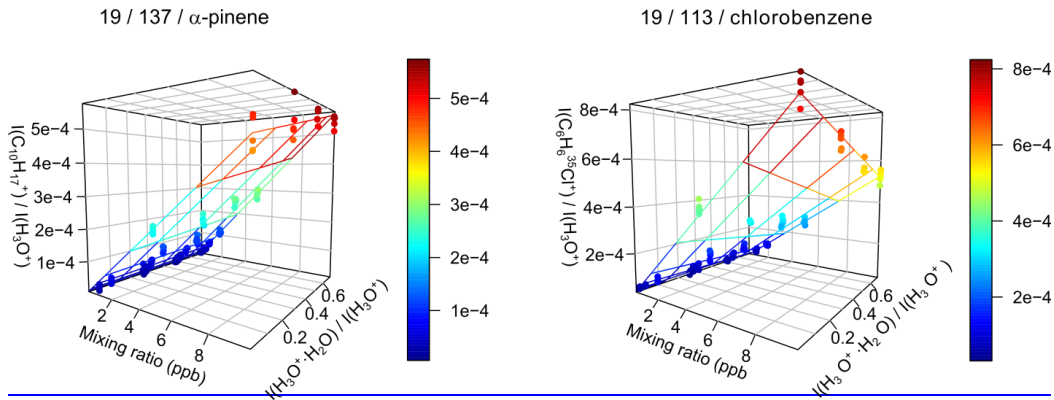 19 / 137 / α-pinene
I(C₁₀H₁₇⁺) / I(H₃O⁺)
5e−4
4e−4
3e−4
2e−4
1e−4
2
4
6
8
Mixing ratio (ppb)
0.2
0.4
0.6
I(H₃O⁺·H₂O) / I(H₃O⁺)
5e−4
4e−4
3e−4
2e−4
1e−4
19 / 113 / chlorobenzene
I(C₆H₆³⁵Cl⁺) / I(H₃O⁺)
8e−4
6e−4
4e−4
2e−4
2
4
6
8
Mixing ratio (ppb
0.2
0.4
0.6
I(H₃O⁺·H₂O) / I(H₃O⁺)
8e−4
6e−4
4e−4
2e−4